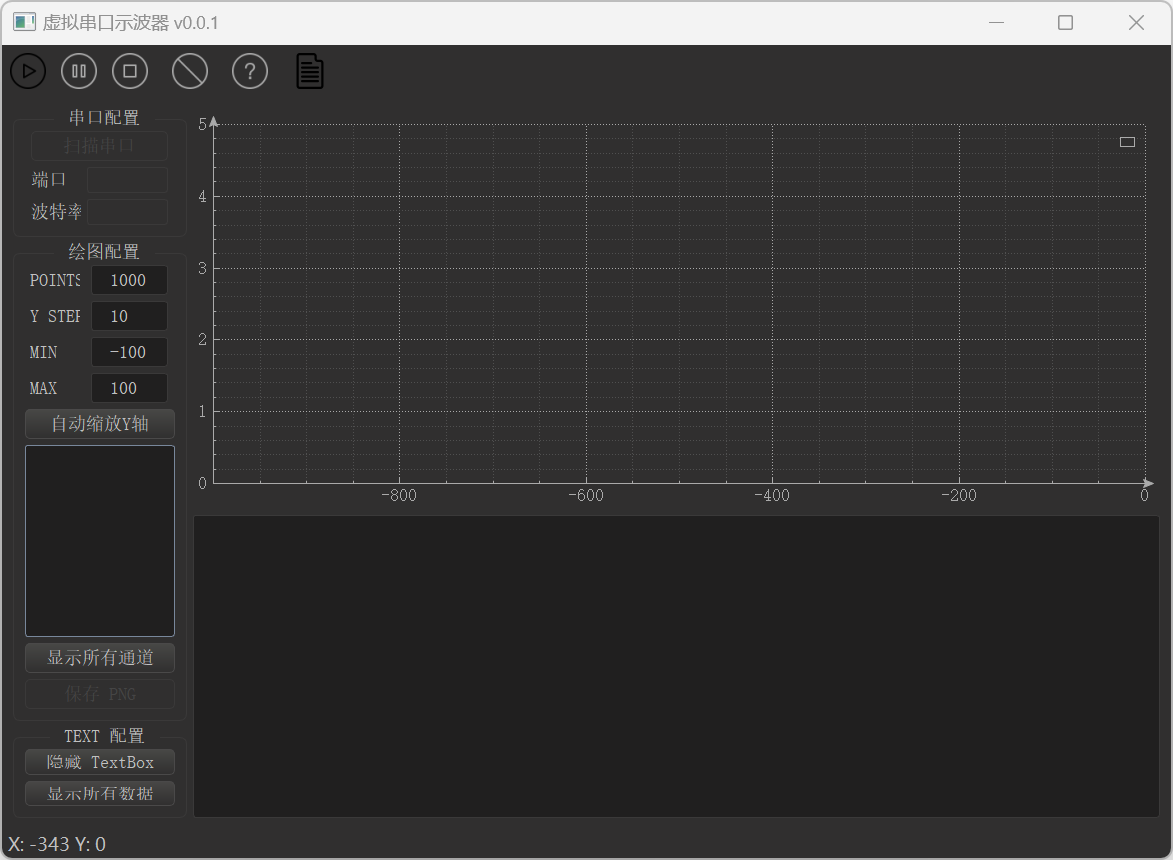 虚拟串口示波器 v0.0.1
?
串口配置
扫描串口
端口
波特率
绘图配置
POINTS 1000
Y STEP 10
MIN -100
MAX 100
自动缩放Y轴
显示所有通道
保存 PNG
TEXT 配置
隐藏 TextBox
显示所有数据
5
4
3
2
1
0
-800 -600 -400 -200 0
X: -343 Y: 0